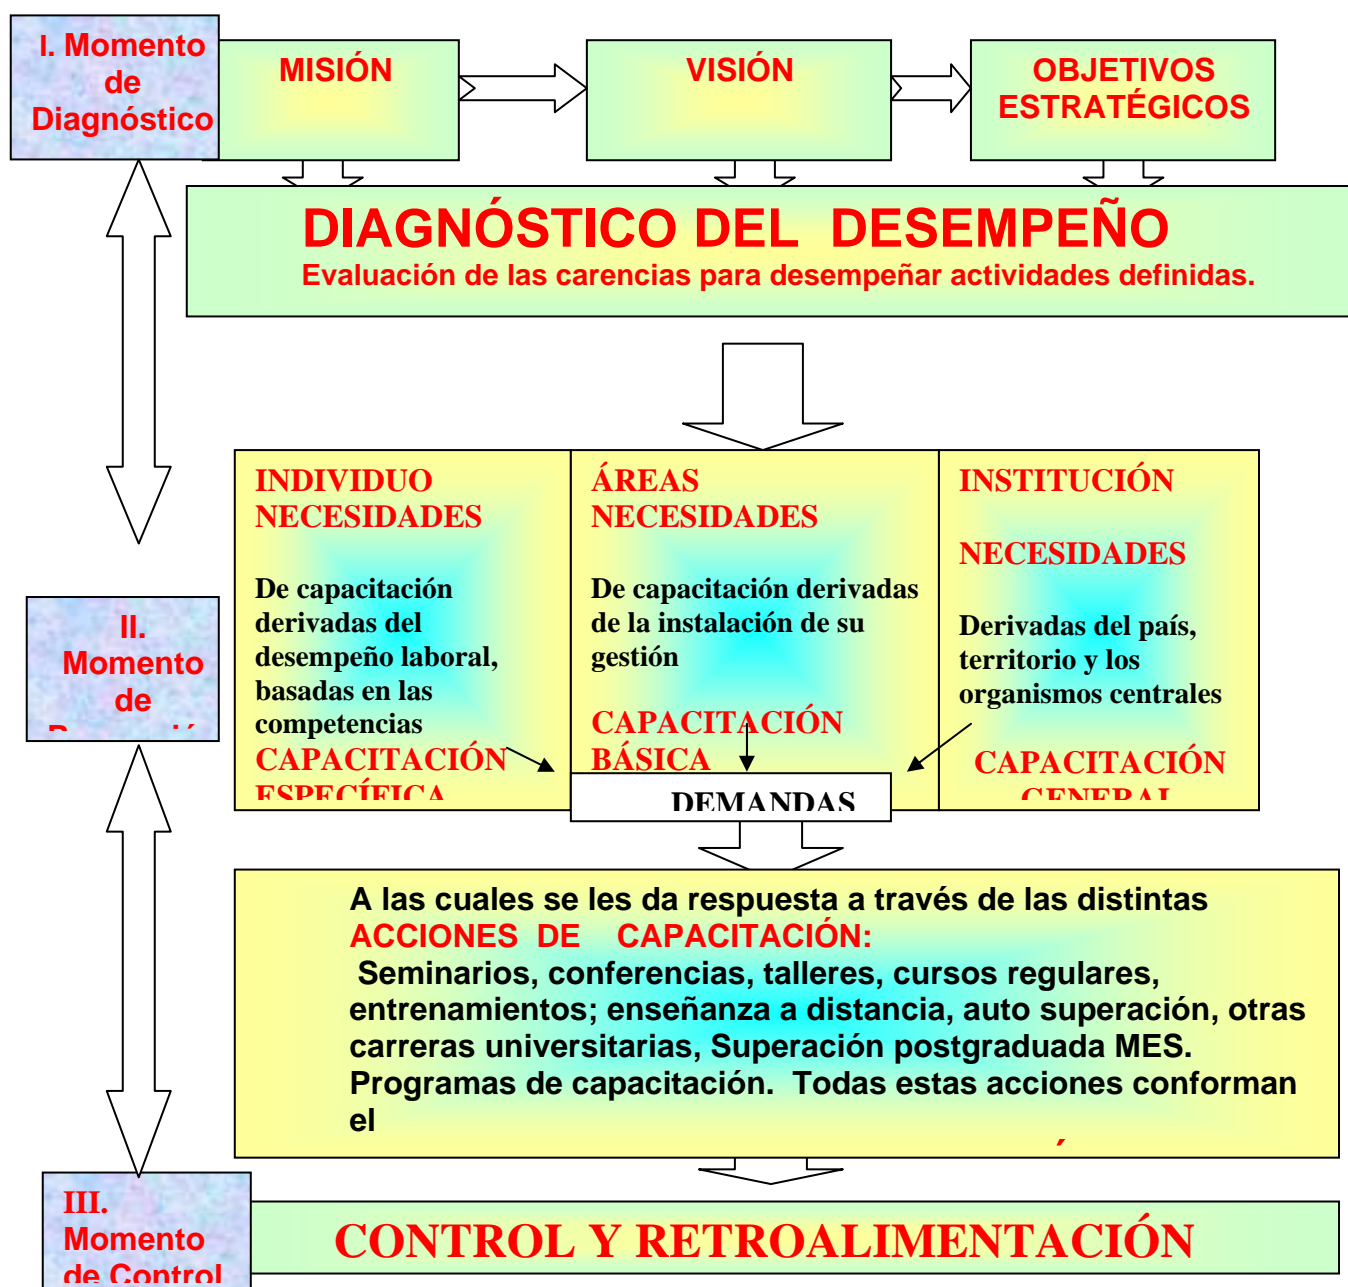 I. Momento
de
Diagnóstico
MISIÓN
VISIÓN
OBJETIVOS
ESTRATÉGICOS
DIAGNÓSTICO DEL DESEMPEÑO
Evaluación de las carencias para desempeñar actividades definidas.
INDIVIDUO
NECESIDADES
De capacitación
derivadas del
desempeño laboral,
basadas en las
competencias
CAPACITACIÓN
ESPECÍFICA
ÁREAS
NECESIDADES
De capacitación derivadas
de la instalación de su
gestión
CAPACITACIÓN
BÁSICA
INSTITUCIÓN
NECESIDADES
Derivadas del país,
territorio y los
organismos centrales
CAPACITACIÓN
GENERAL
II.
Momento
de
DEMANDAS
A las cuales se les da respuesta a través de las distintas
ACCIONES DE CAPACITACIÓN:
Seminarios, conferencias, talleres, cursos regulares,
entrenamientos; enseñanza a distancia, auto superación, otras
carreras universitarias, Superación postgraduada MES.
Programas de capacitación. Todas estas acciones conforman
el
III.
Momento
de Control
CONTROL Y RETROALIMENTACIÓN